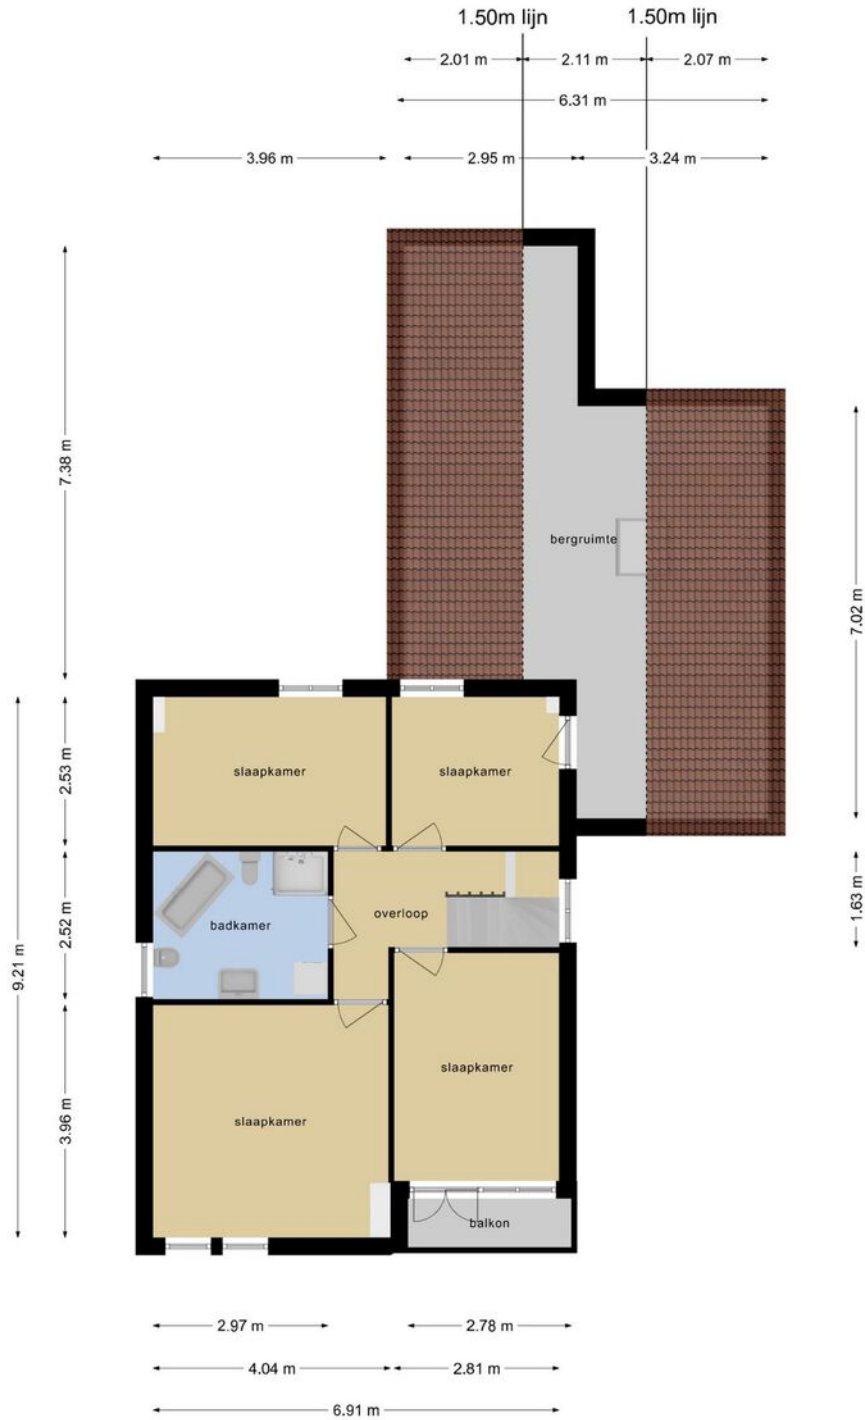 1.50m lijn 1.50m lijn
2.01 m 2.11 m 2.07 m
6.31 m
3.96 m 2.95 m 3.24 m
7.38 m
bergruimte
7.02 m
2.53 m
slaapkamer slaapkamer
9.21 m
2.52 m
badkamer
overloop
1.63 m
slaapkamer
3.96 m
slaapkamer
balkon
2.97 m 2.78 m
4.04 m 2.81 m
6.91 m